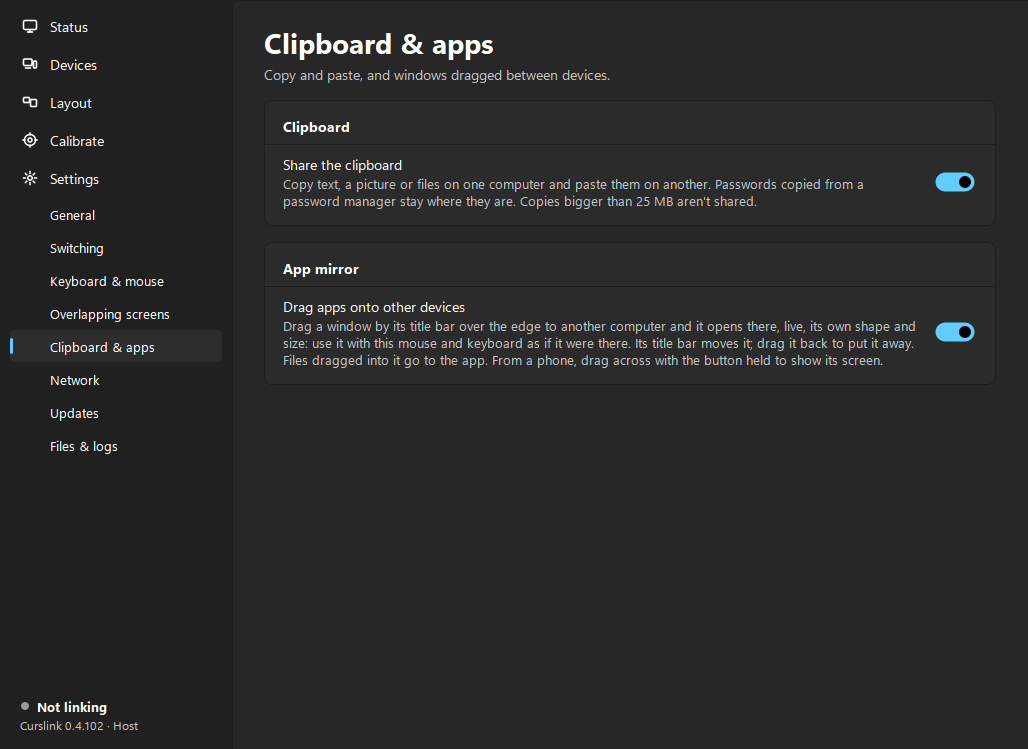 Status
Devices
Layout
Calibrate
Settings
General
Switching
Keyboard & mouse
Overlapping screens
Clipboard & apps
Network
Updates
Files & logs
Not linking
Curslink 0.4.102 · Host
Clipboard & apps
Copy and paste, and windows dragged between devices.
Clipboard
Share the clipboard
Copy text, a picture or files on one computer and paste them on another. Passwords copied from a
password manager stay where they are. Copies bigger than 25 MB aren't shared.
App mirror
Drag apps onto other devices
Drag a window by its title bar over the edge to another computer and it opens there, live, its own shape and
size: use it with this mouse and keyboard as if it were there. Its title bar moves it; drag it back to put it away.
Files dragged into it go to the app. From a phone, drag across with the button held to show its screen.